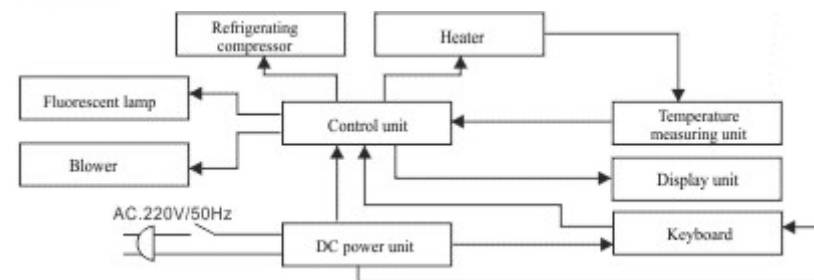 Refrigerating
compressor
Heater
Fluorescent lamp
Control unit
Temperature
measuring unit
Blower
Display unit
AC.220V/50Hz
DC power unit
Keyboard